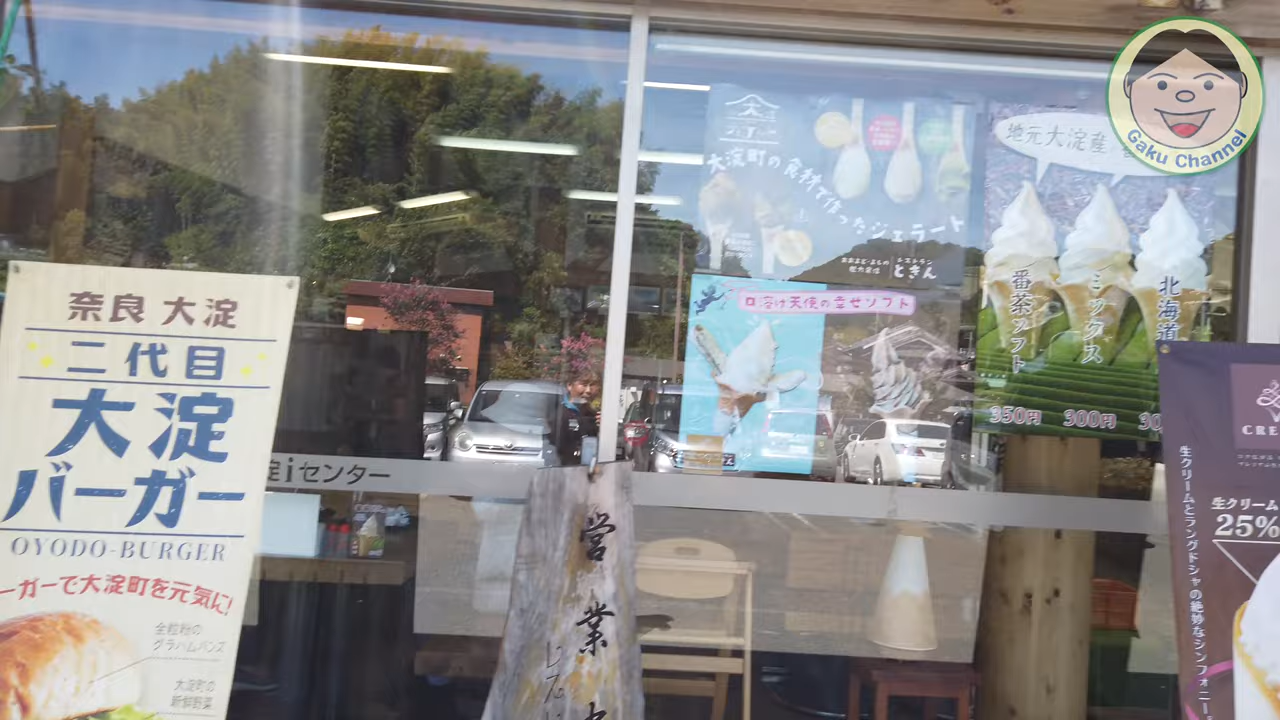 奈良 大淀
二代目
大淀
バーガー
OYODO-BURGER
ーガーで大淀町を元気に!
全粒粉の
グラハムバンズ
大淀町の
新鮮野菜
淀iセンター
営業中
大淀町の食材で作ったジェラート
ときん
口溶け天使の幸せソフト
地元大淀産
番茶ソフト
ミックス
北海道
350円
300円
30
CRE
生クリームとラングドシャの絶妙なシンフォニー
生クリーム
25%
Gaku Channel